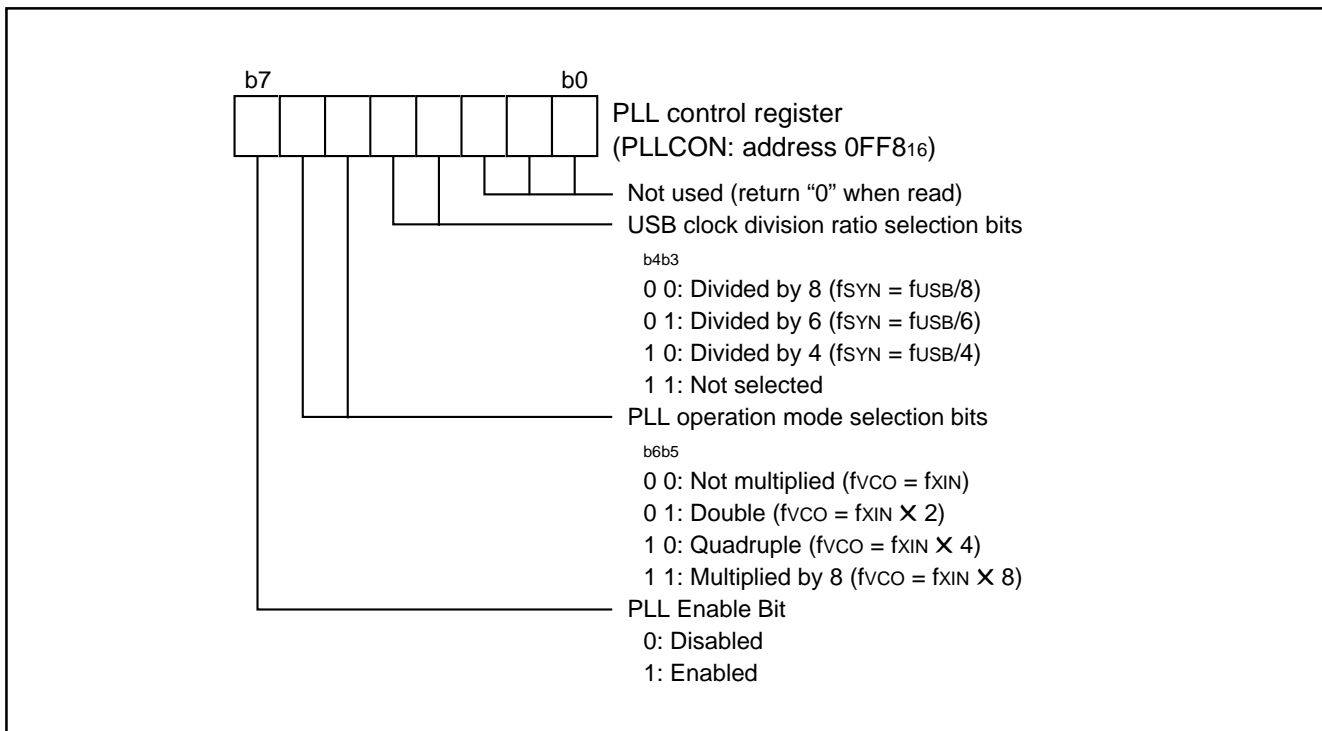 b7 b0
PLL control register
(PLLCON: address 0FF816)
Not used (return “0” when read)
USB clock division ratio selection bits
b4b3
0 0: Divided by 8 (fSYN = fUSB/8)
0 1: Divided by 6 (fSYN = fUSB/6)
1 0: Divided by 4 (fSYN = fUSB/4)
1 1: Not selected
PLL operation mode selection bits
b6b5
0 0: Not multiplied (fVCO = fXIN)
0 1: Double (fVCO = fXIN ✕ 2)
1 0: Quadruple (fVCO = fXIN ✕ 4)
1 1: Multiplied by 8 (fVCO = fXIN ✕ 8)
PLL Enable Bit
0: Disabled
1: Enabled